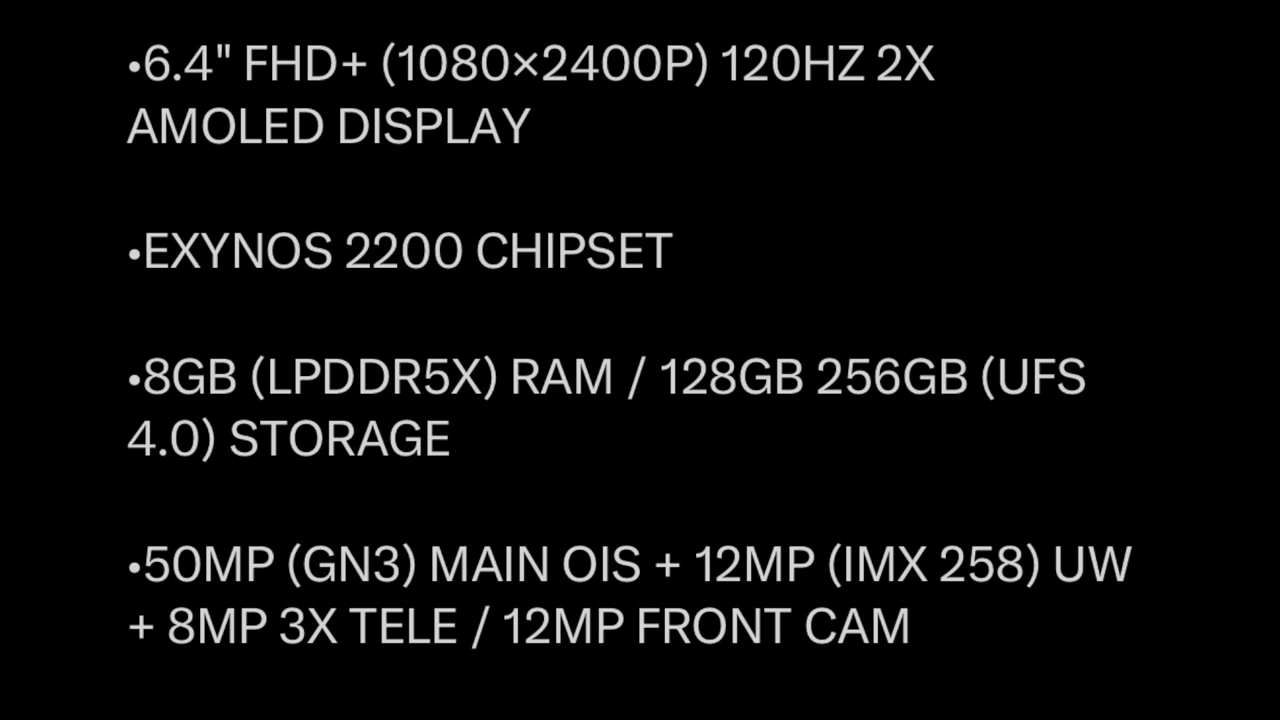 •6.4" FHD+ (1080×2400P) 120HZ 2X
AMOLED DISPLAY
•EXYNOS 2200 CHIPSET
•8GB (LPDDR5X) RAM / 128GB 256GB (UFS
4.0) STORAGE
•50MP (GN3) MAIN OIS + 12MP (IMX 258) UW
+ 8MP 3X TELE / 12MP FRONT CAM